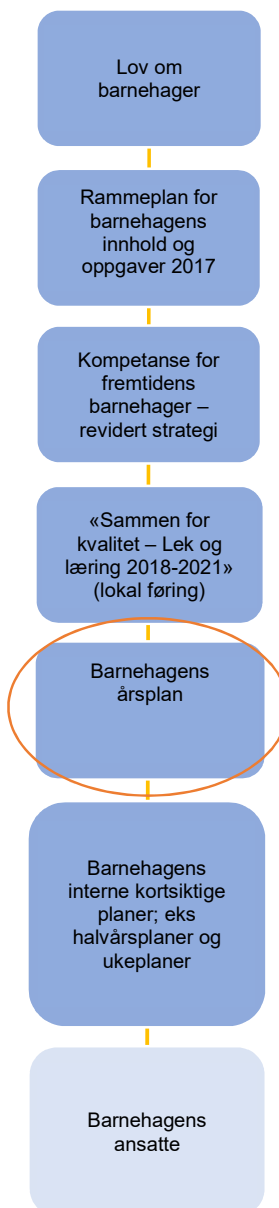 Lov om
barnehager
Rammeplan for
barnehagens
innhold og
oppgaver 2017
Kompetanse for
fremtidens
barnehager –
revidert strategi
«Sammen for
kvalitet – Lek og
læring 2018-2021»
(lokal føring)
Barnehagens
årsplan
Barnehagens
interne kortsiktige
planer; eks
halvårsplaner og
ukeplaner
Barnehagens
ansatte